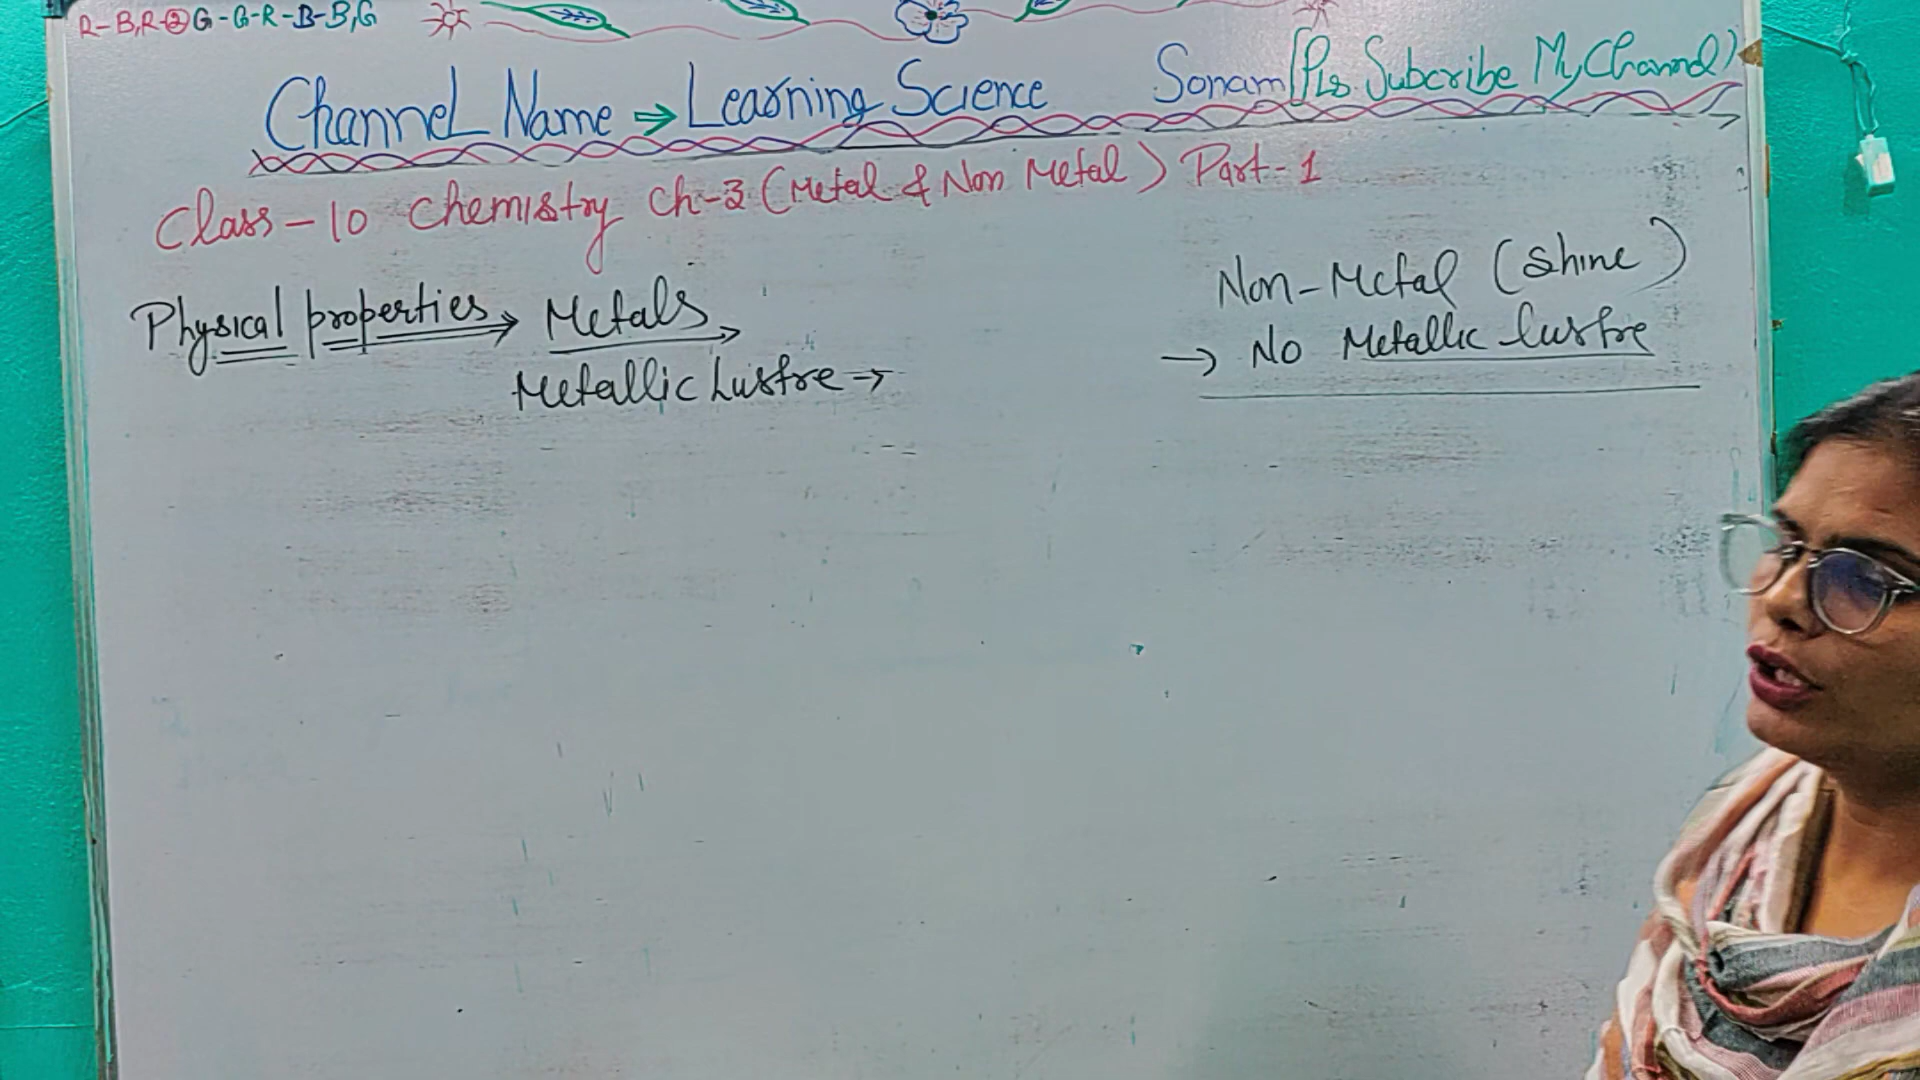 R-B,R-②G-G-R-B-B,G
Channel Name ⇒ Learning Science Sonam (Pls. Subcribe My Channel)
Class-10 Chemistry Ch-3 (Metal & Non Metal) Part-1
Physical properties → Metals → Non-Metal (Shine)
Metallic Lustre → → No Metallic lustre